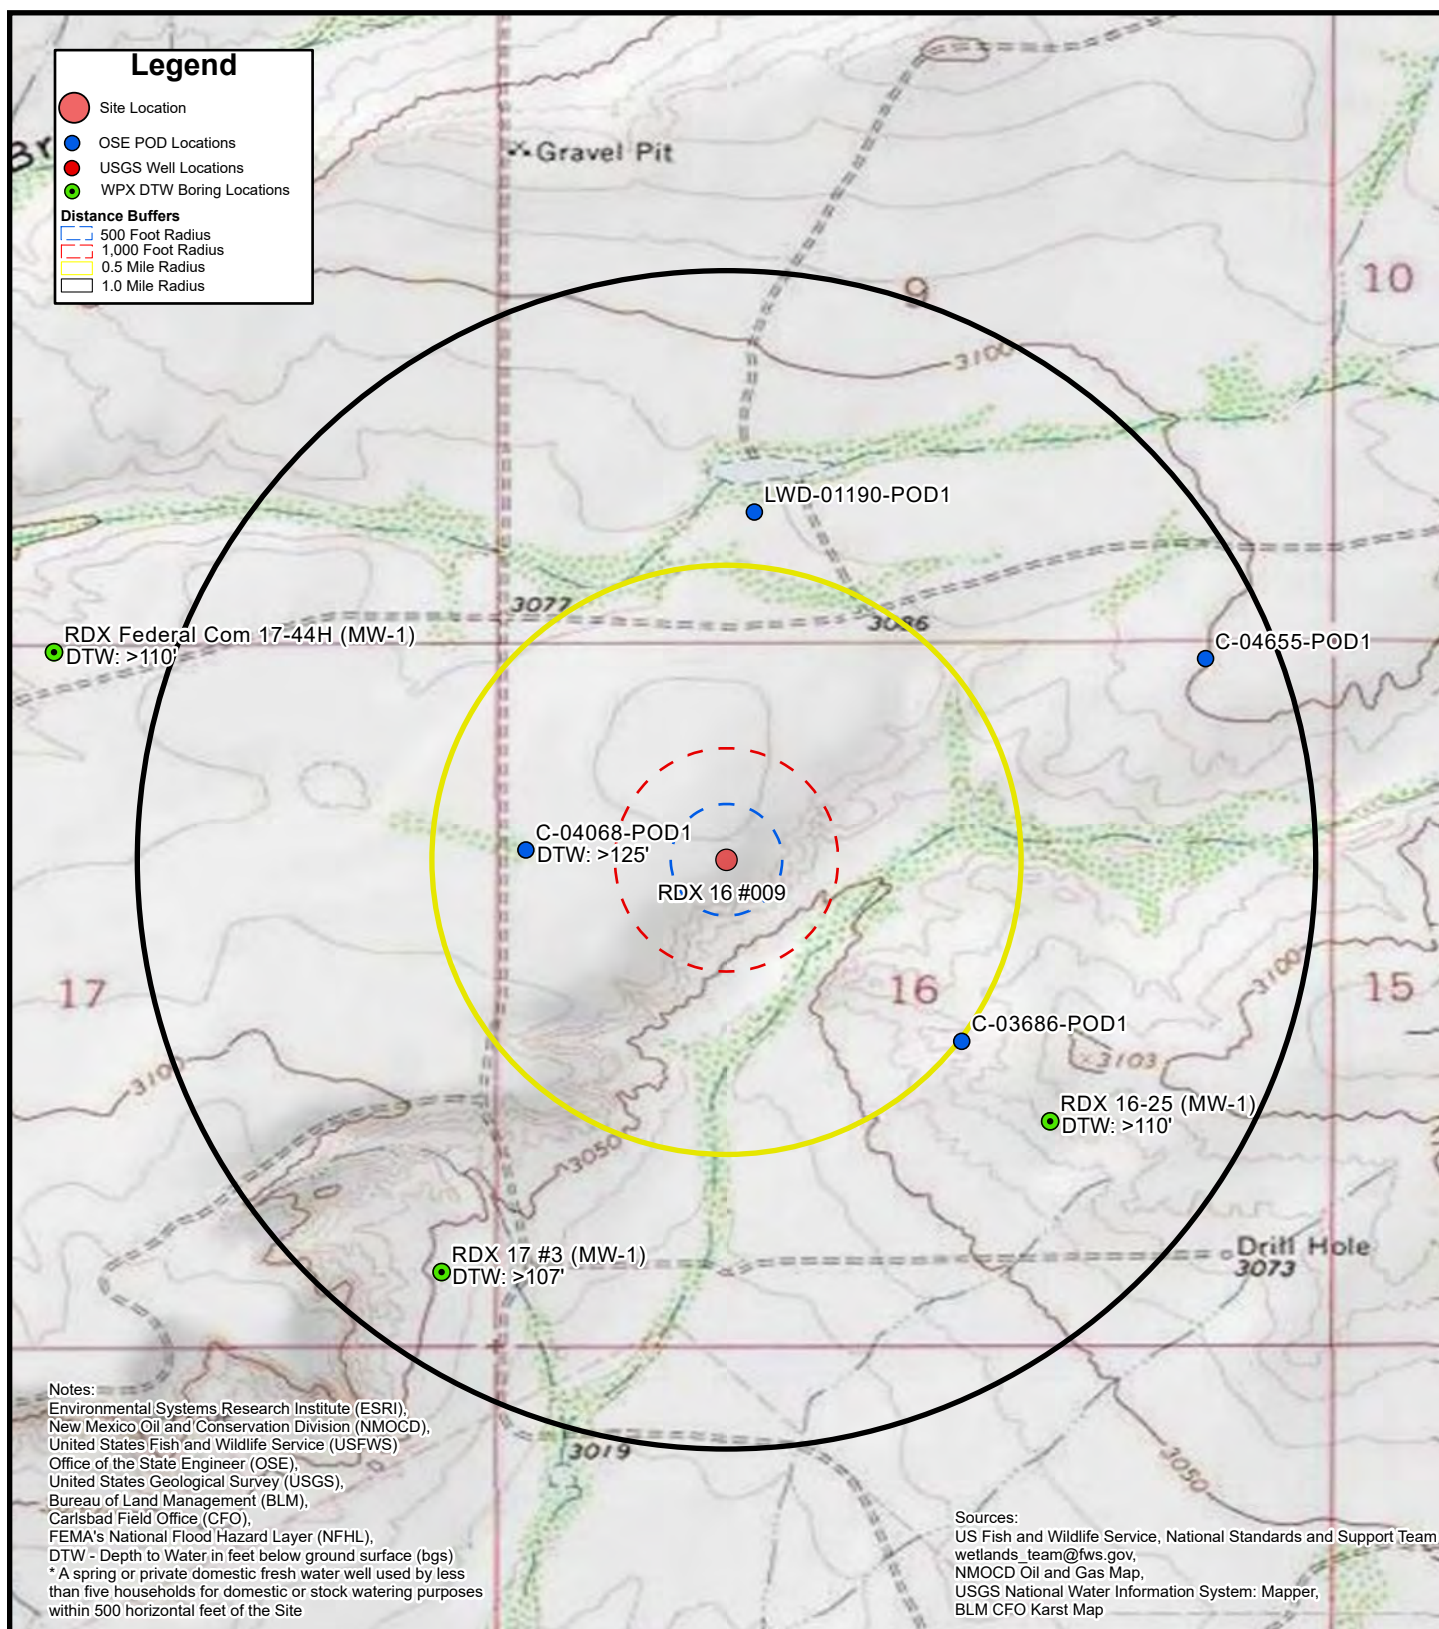 Legend
Site Location
OSE POD Locations
USGS Well Locations
WPX DTW Boring Locations
Distance Buffers
500 Foot Radius
1,000 Foot Radius
0.5 Mile Radius
1.0 Mile Radius
Br
Gravel Pit
9
10
3100
LWD-01190-POD1
3077
3036
RDX Federal Com 17-44H (MW-1)
DTW: >110'
C-04655-POD1
C-04068-POD1
DTW: >125'
RDX 16 #009
17
16
15
3100
C-03686-POD1
×3103
3100
RDX 16-25 (MW-1)
DTW: >110'
3050
RDX 17 #3 (MW-1)
DTW: >107'
Drill Hole
3073
3019
3050
Notes:
Environmental Systems Research Institute (ESRI),
New Mexico Oil and Conservation Division (NMOCD),
United States Fish and Wildlife Service (USFWS)
Office of the State Engineer (OSE),
United States Geological Survey (USGS),
Bureau of Land Management (BLM),
Carlsbad Field Office (CFO),
FEMA's National Flood Hazard Layer (NFHL),
DTW - Depth to Water in feet below ground surface (bgs)
* A spring or private domestic fresh water well used by less
than five households for domestic or stock watering purposes
within 500 horizontal feet of the Site
Sources:
US Fish and Wildlife Service, National Standards and Support Team,
wetlands_team@fws.gov,
NMOCD Oil and Gas Map,
USGS National Water Information System: Mapper,
BLM CFO Karst Map